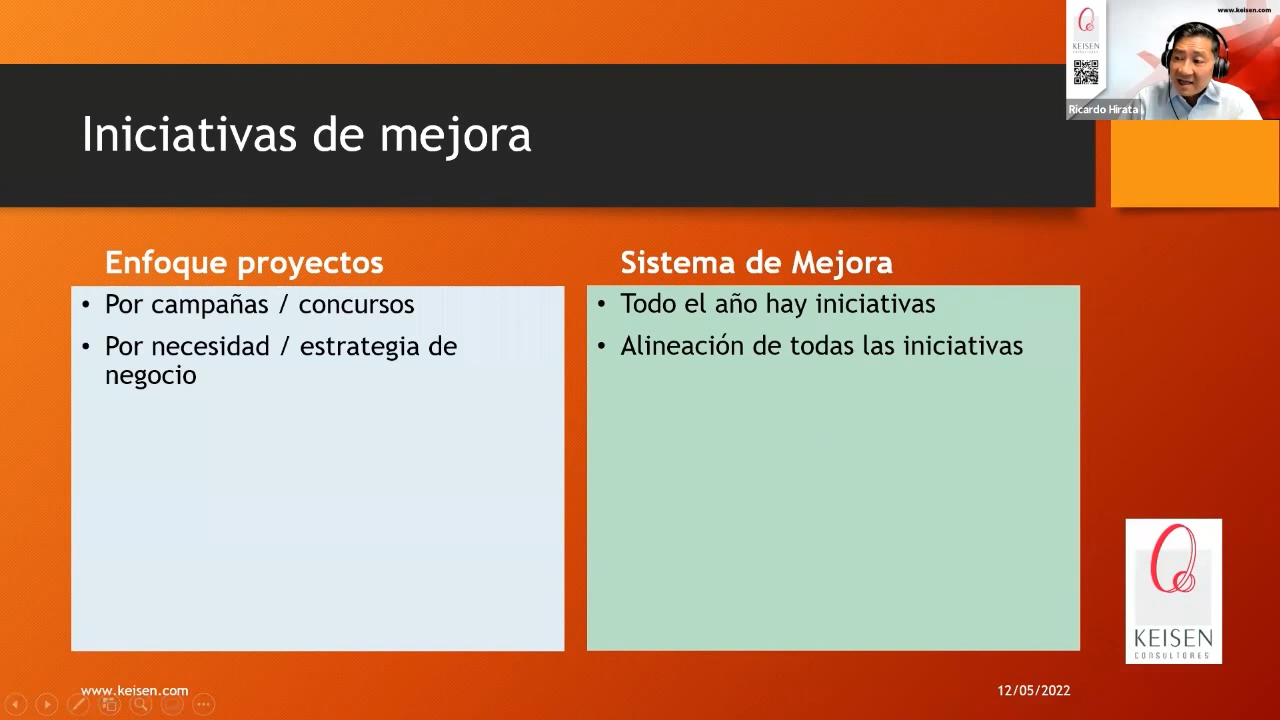 www.keisen.com
KEISEN
CONSULTORES
Ricardo Hirata
Iniciativas de mejora
Enfoque proyectos
• Por campañas / concursos
• Por necesidad / estrategia de
negocio
Sistema de Mejora
• Todo el año hay iniciativas
• Alineación de todas las iniciativas
KEISEN
CONSULTORES
www.keisen.com
12/05/2022